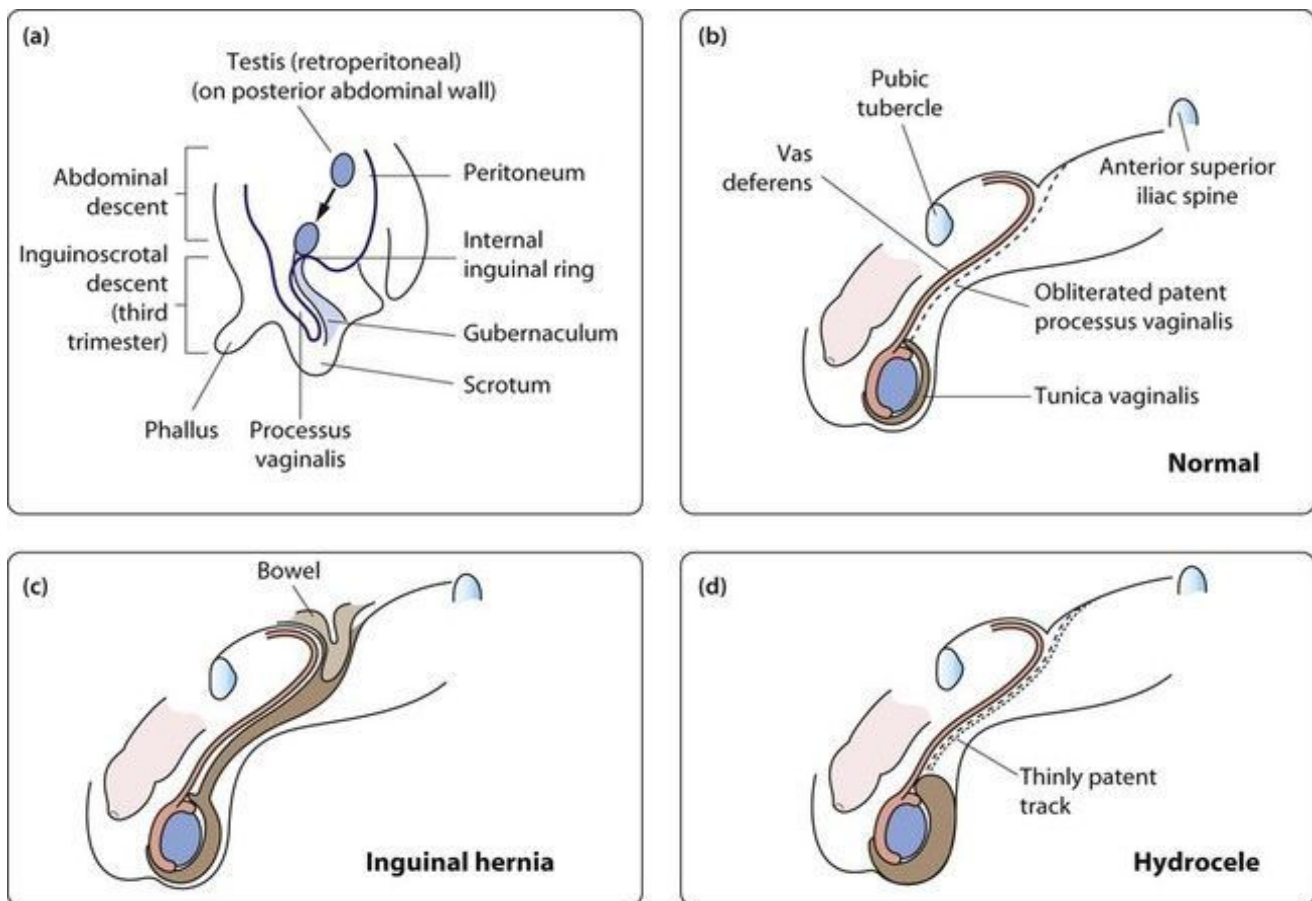 (a)
Testis (retroperitoneal)
(on posterior abdominal wall)
Abdominal
descent
Peritoneum
Inguinoscrotal
descent
(third
trimester)
Internal
inguinal ring
Gubernaculum
Scrotum
Phallus
Processus
vaginalis
(b)
Pubic
tubercle
Vas
deferens
Anterior superior
iliac spine
Obliterated patent
processus vaginalis
Tunica vaginalis
Normal
(c)
Bowel
Inguinal hernia
(d)
Thinly patent
track
Hydrocele